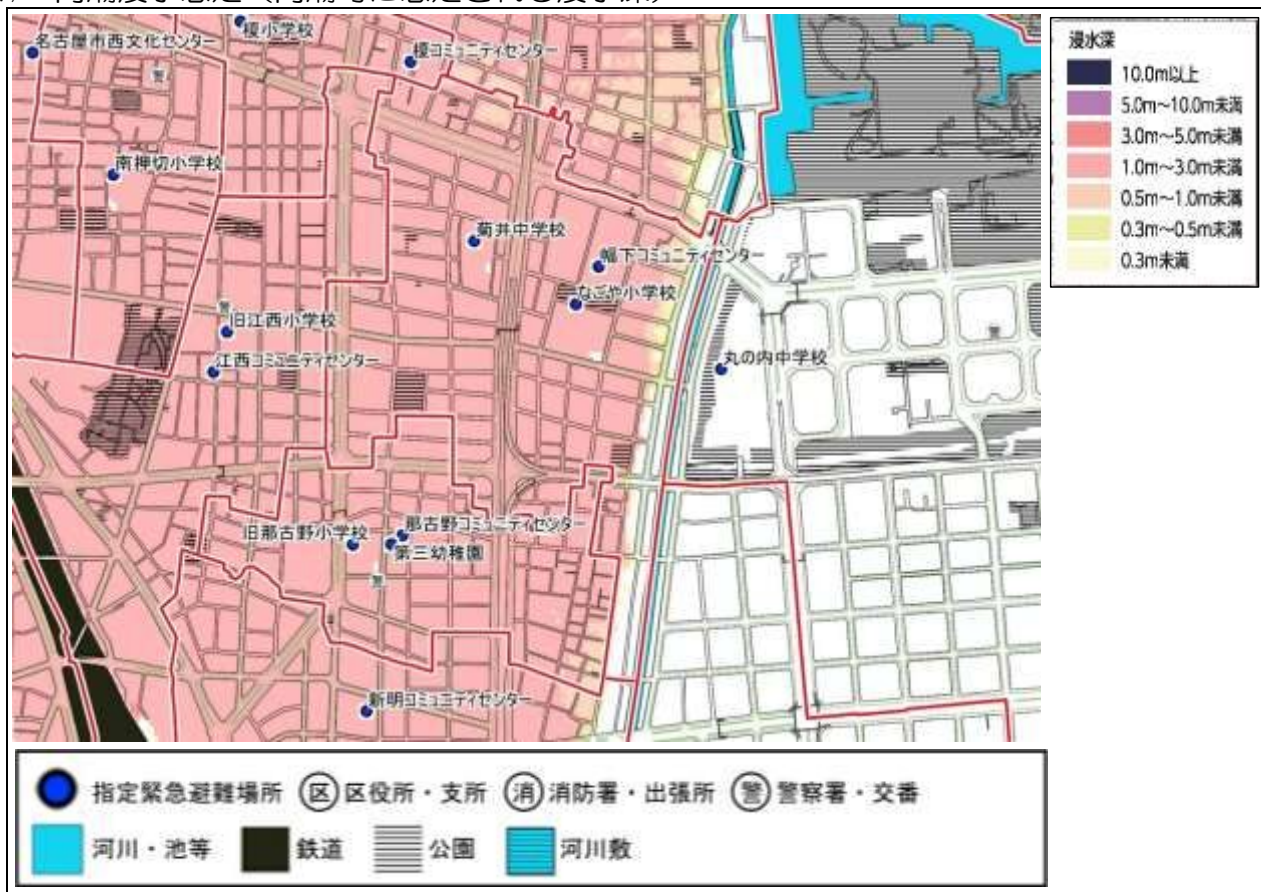 名古屋市西文化センター
榎小学校
榎コミュニティセンター
南押切小学校
菊井中学校
幅下コミュニティセンター
なごや小学校
警
旧江西小学校
江西コミュニティセンター
丸の内中学校
那古野コミュニティセンター
旧那古野小学校
第三幼稚園
新明コミュニティセンター
浸水深
10.0m以上
5.0m～10.0m未満
3.0m～5.0m未満
1.0m～3.0m未満
0.5m～1.0m未満
0.3m～0.5m未満
0.3m未満
指定緊急避難場所 区 区役所・支所 消 消防署・出張所 警 警察署・交番
河川・池等 鉄道 公園 河川敷